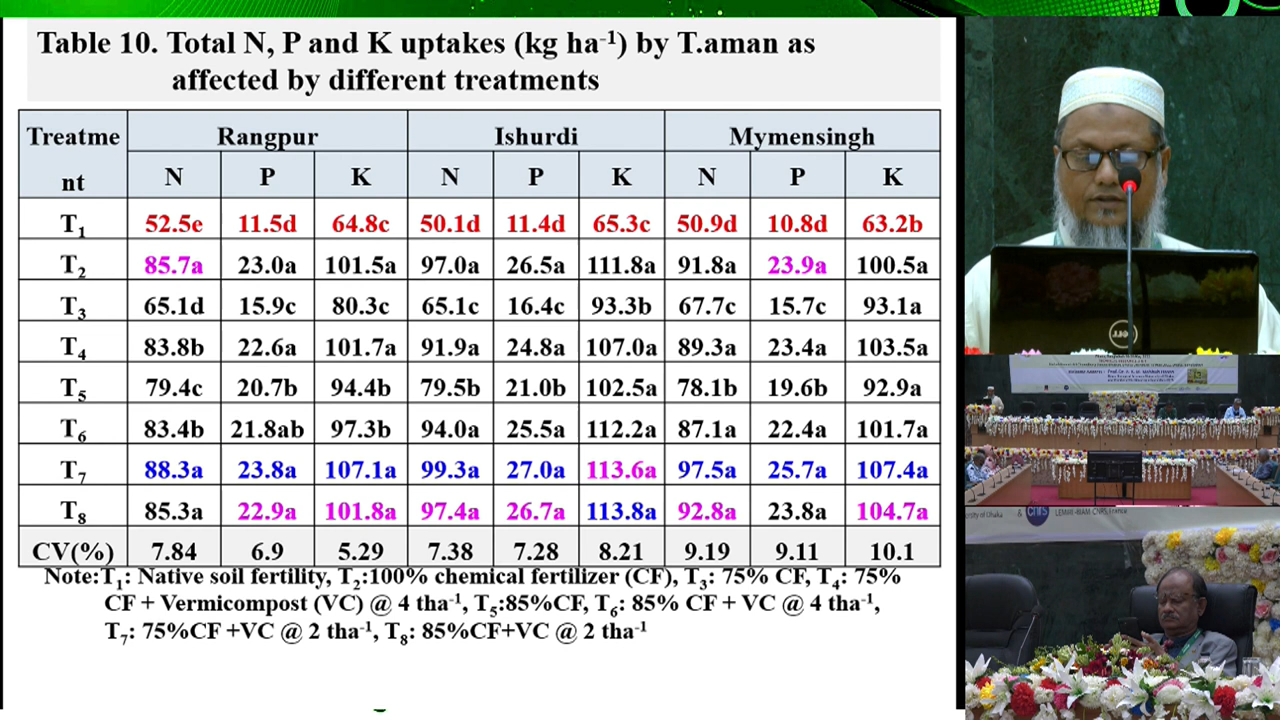 Table 10. Total N, P and K uptakes (kg ha-1) by T.aman as
affected by different treatments
Treatme
nt
Rangpur Ishurdi Mymensingh
N P K N P K N P K
T1 52.5e 11.5d 64.8c 50.1d 11.4d 65.3c 50.9d 10.8d 63.2b
T2 85.7a 23.0a 101.5a 97.0a 26.5a 111.8a 91.8a 23.9a 100.5a
T3 65.1d 15.9c 80.3c 65.1c 16.4c 93.3b 67.7c 15.7c 93.1a
T4 83.8b 22.6a 101.7a 91.9a 24.8a 107.0a 89.3a 23.4a 103.5a
T5 79.4c 20.7b 94.4b 79.5b 21.0b 102.5a 78.1b 19.6b 92.9a
T6 83.4b 21.8ab 97.3b 94.0a 25.5a 112.2a 87.1a 22.4a 101.7a
T7 88.3a 23.8a 107.1a 99.3a 27.0a 113.6a 97.5a 25.7a 107.4a
T8 85.3a 22.9a 101.8a 97.4a 26.7a 113.8a 92.8a 23.8a 104.7a
CV(%) 7.84 6.9 5.29 7.38 7.28 8.21 9.19 9.11 10.1
Note:T1: Native soil fertility, T2:100% chemical fertilizer (CF), T3: 75% CF, T4: 75%
CF + Vermicompost (VC) @ 4 tha-1, T5:85%CF, T6: 85% CF + VC @ 4 tha-1,
T7: 75%CF +VC @ 2 tha-1, T8: 85%CF+VC @ 2 tha-1
of Dhaka & cnrs